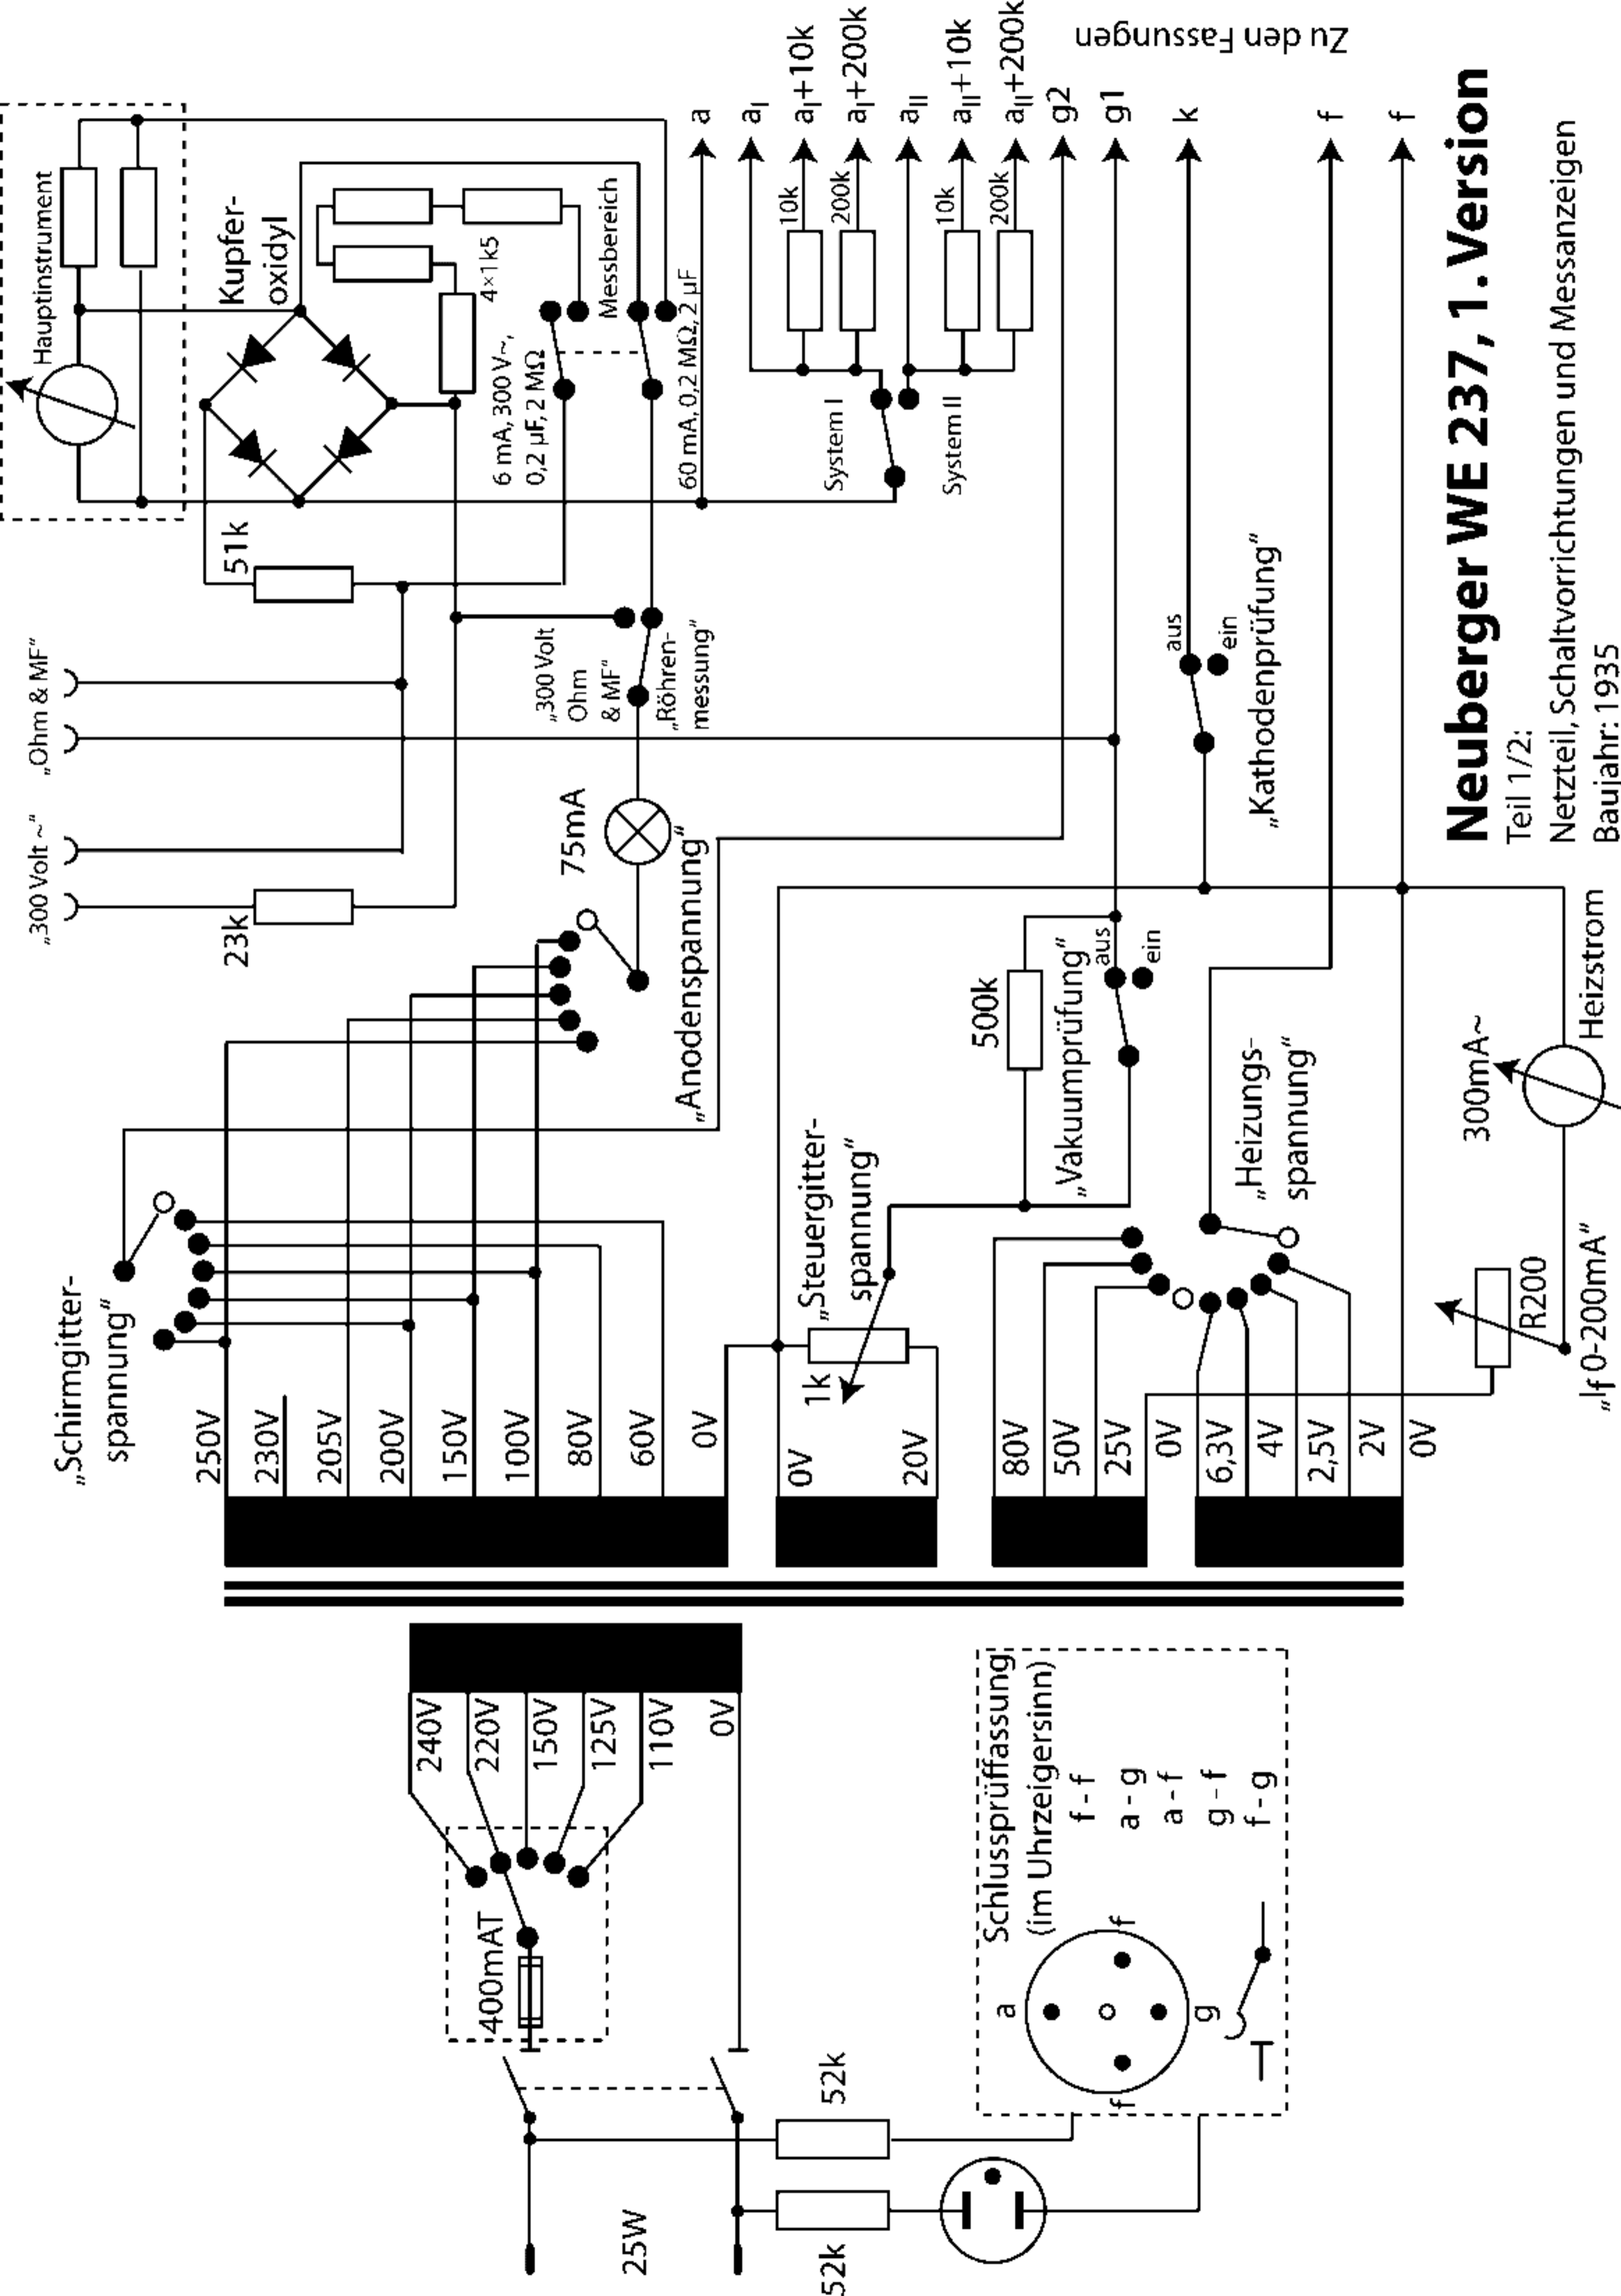 „Schirmgitter-
spannung“
250V
230V
205V
200V
150V
100V
80V
60V
0V
0V
20V
80V
50V
25V
0V
6,3V
4V
2,5V
2V
0V
240V
220V
150V
125V
110V
0V
400mAT
25W
52k
52k
Schlussprüffassung
(im Uhrzeigersinn)
f - f
a - g
a - f
g - f
f - g
a
f
f
g
„300 Volt ~“
„Ohm & MF“
23k
51k
„Anodenspannung“
75mA
„300 Volt
Ohm
& MF“
„Röhren-
messung“
Hauptinstrument
Kupfer-
oxidyl
4×1k5
6 mA, 300 V~,
0,2 µF, 2 MΩ
Messbereich
60 mA, 0,2 MΩ, 2 µF
System I
System II
10k
200k
10k
200k
a
aI
aI+10k
aI+200k
aII
aII+10k
aII+200k
g2
g1
k
f
f
Zu den Fassungen
„Steuergitter-
spannung“
1k
500k
„Vakuumprüfung“
aus
ein
„Kathodenprüfung“
aus
ein
„Heizungs-
spannung“
R200
„If 0-200mA“
300mA~
Heizstrom
Neuberger WE 237, 1. Version
Teil 1/2:
Netzteil, Schaltvorrichtungen und Messanzeigen
Baujahr: 1935